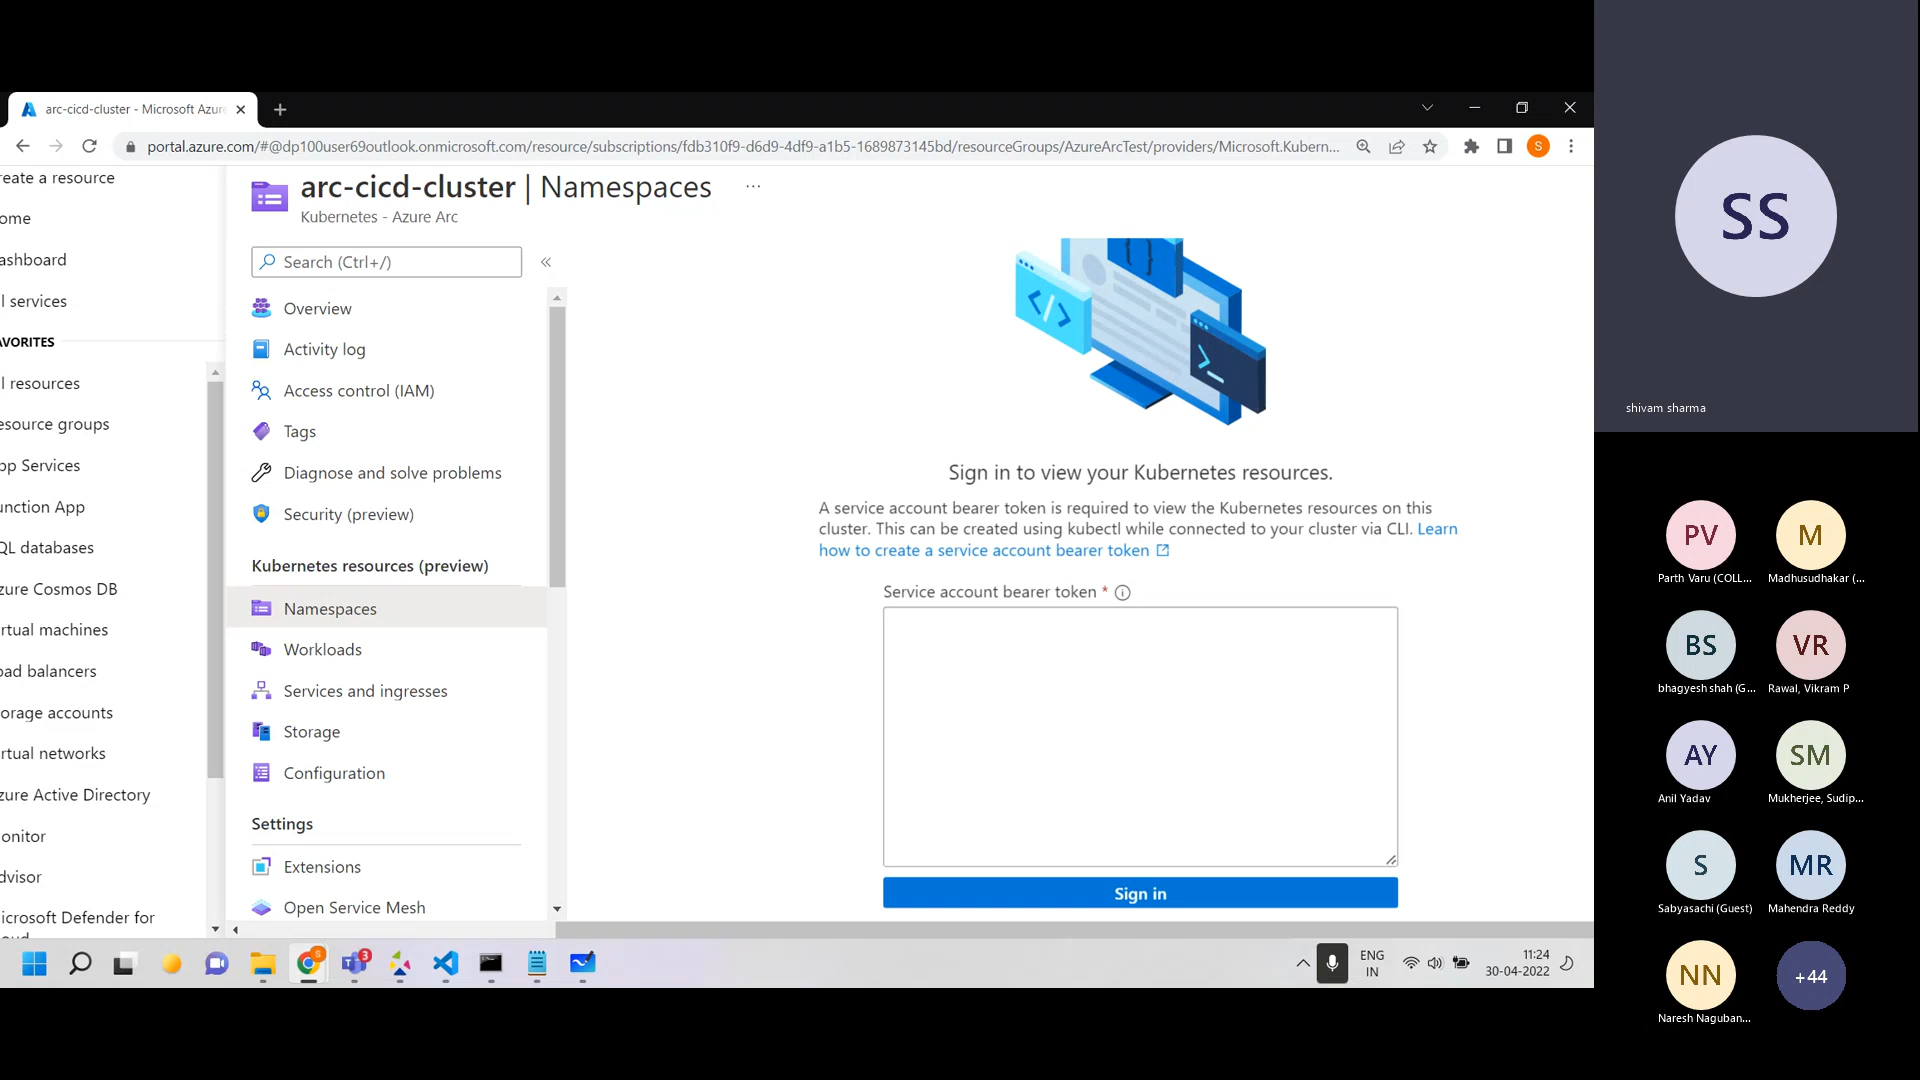 arc-cicd-cluster - Microsoft Azure
portal.azure.com/#@dp100user69outlook.onmicrosoft.com/resource/subscriptions/fdb310f9-d6d9-4df9-a1b5-1689873145bd/resourceGroups/AzureArcTest/providers/Microsoft.Kubern...
S
reate a resource
ome
ashboard
l services
AVORITES
l resources
esource groups
pp Services
unction App
QL databases
zure Cosmos DB
rtual machines
oad balancers
orage accounts
rtual networks
zure Active Directory
onitor
dvisor
icrosoft Defender for
arc-cicd-cluster | Namespaces ...
Kubernetes - Azure Arc
Search (Ctrl+/)
«
Overview
Activity log
Access control (IAM)
Tags
Diagnose and solve problems
Security (preview)
Kubernetes resources (preview)
Namespaces
Workloads
Services and ingresses
Storage
Configuration
Settings
Extensions
Open Service Mesh
Sign in to view your Kubernetes resources.
A service account bearer token is required to view the Kubernetes resources on this
cluster. This can be created using kubectl while connected to your cluster via CLI. Learn
how to create a service account bearer token
Service account bearer token *
Sign in
S
3
ENG
IN
11:24
30-04-2022
SS
shivam sharma
PV
Parth Varu (COLL...
M
Madhusudhakar (...
BS
bhagyesh shah (G...
VR
Rawal, Vikram P
AY
Anil Yadav
SM
Mukherjee, Sudip...
S
Sabyasachi (Guest)
MR
Mahendra Reddy
NN
Naresh Naguban...
+44